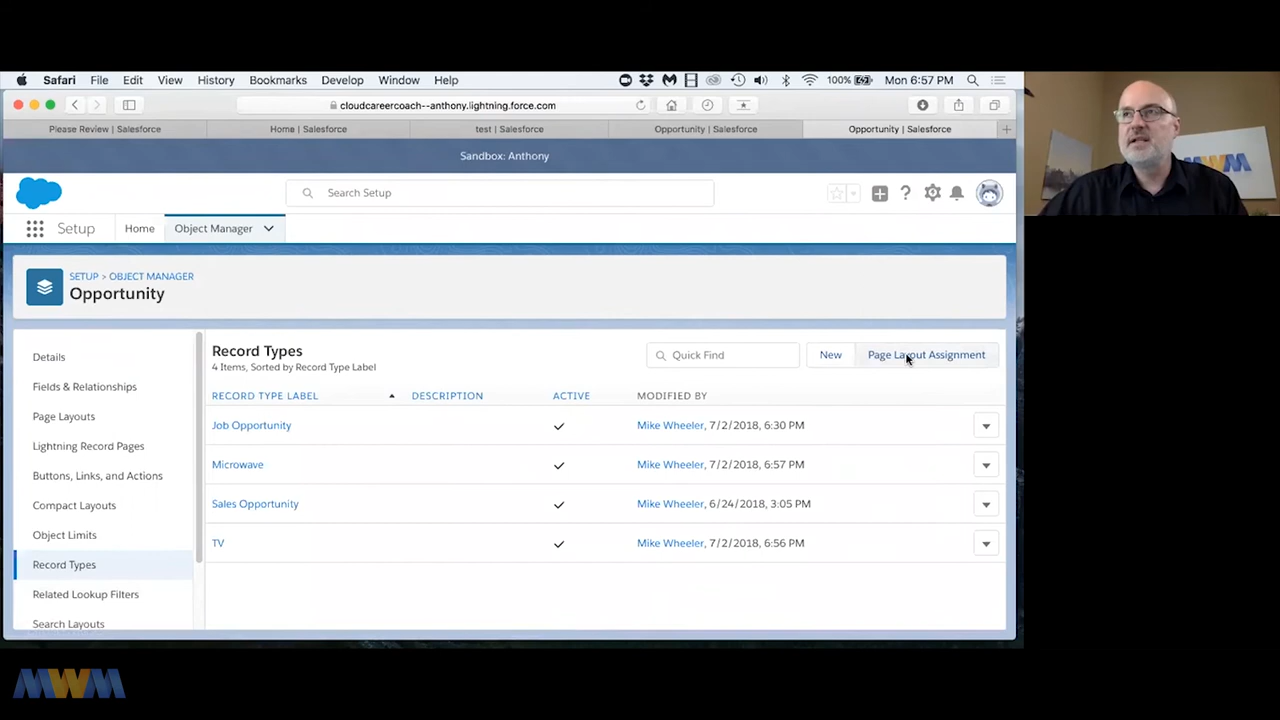 Safari File Edit View History Bookmarks Develop Window Help 100% Mon 6:57 PM
cloudcareercoach--anthony.lightning.force.com
Please Review | Salesforce Home | Salesforce test | Salesforce Opportunity | Salesforce Opportunity | Salesforce
Sandbox: Anthony
Search Setup
Setup Home Object Manager
SETUP > OBJECT MANAGER
Opportunity
Details
Fields & Relationships
Page Layouts
Lightning Record Pages
Buttons, Links, and Actions
Compact Layouts
Object Limits
Record Types
Related Lookup Filters
Search Layouts
Record Types
4 Items, Sorted by Record Type Label
Quick Find New Page Layout Assignment
RECORD TYPE LABEL DESCRIPTION ACTIVE MODIFIED BY
Job Opportunity Mike Wheeler, 7/2/2018, 6:30 PM
Microwave Mike Wheeler, 7/2/2018, 6:57 PM
Sales Opportunity Mike Wheeler, 6/24/2018, 3:05 PM
TV Mike Wheeler, 7/2/2018, 6:56 PM
MWM
MWM